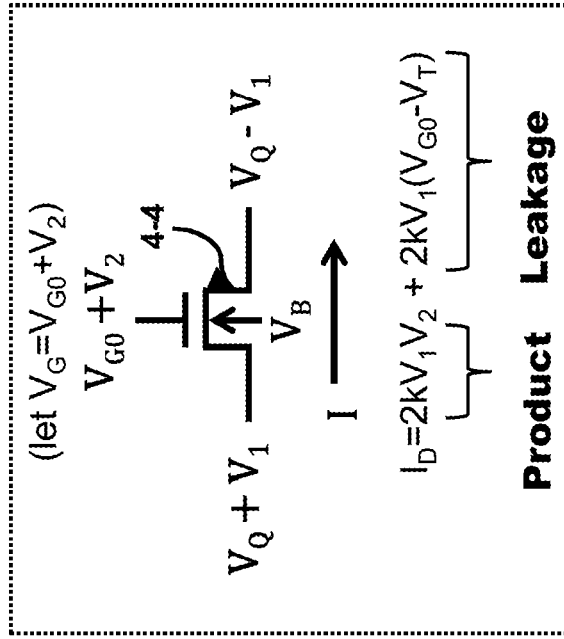 (let V_G=V_G0+V_2)
V_G0+V_2
4-4
V_Q+V_1
V_Q-V_1
V_B
I
I_D=2kV_1V_2 + 2kV_1(V_G0-V_T)
Product Leakage